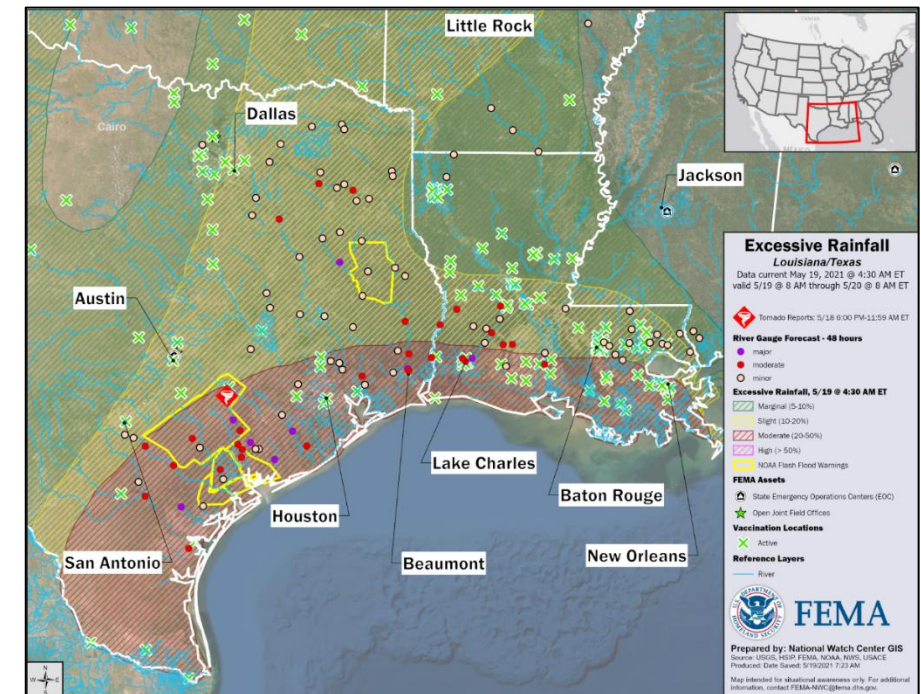 Little Rock
Cairo
Dallas
Jackson
Austin
San Antonio
Houston
Lake Charles
Beaumont
Baton Rouge
New Orleans
N
Excessive Rainfall
Louisiana/Texas
Data current May 19, 2021 @ 4:30 AM ET
valid 5/19 @ 8 AM through 5/20 @ 8 AM ET
Tornado Reports: 5/18 6:00 PM-11:59 AM ET
River Gauge Forecast - 48 hours
major
moderate
minor
Excessive Rainfall, 5/19 @ 4:30 AM ET
Marginal (5-10%)
Slight (10-20%)
Moderate (20-50%)
High (> 50%)
NOAA Flash Flood Warnings
FEMA Assets
State Emergency Operations Centers (EOC)
Open Joint Field Offices
Vaccination Locations
Active
Reference Layers
River
FEMA
Prepared by: National Watch Center GIS
Source: USGS, HSIP, FEMA, NOAA, NWS, USACE
Produced: Date Saved: 5/19/2021 7:23 AM
Map intended for situational awareness only. For additional
information, contact FEMA-NWC@fema.dhs.gov.